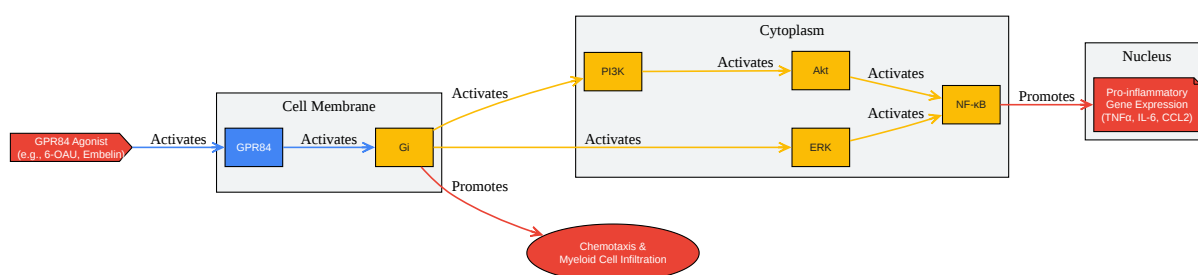 Cytoplasm
Nucleus
PI3K
Activates
Akt
Activates
Pro-inflammatory
Gene Expression
(TNFα, IL-6, CCL2)
Cell Membrane
Activates
NF-κB
Promotes
GPR84 Agonist
(e.g., 6-OAU, Embelin)
Activates
GPR84
Activates
Gi
Activates
ERK
Activates
Promotes
Chemotaxis &
Myeloid Cell Infiltration